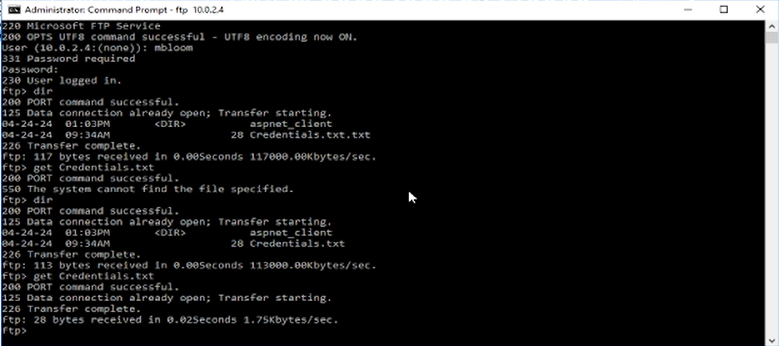 Administrator: Command Prompt - ftp 10.0.2.4
220 Microsoft FTP Service
200 OPTS UTF8 command successful - UTF8 encoding now ON.
User (10.0.2.4:(none)): mbloom
331 Password required
Password:
230 User logged in.
ftp> dir
200 PORT command successful.
125 Data connection already open; Transfer starting.
04-24-24  01:03PM       <DIR>          aspnet_client
04-24-24  09:34AM                   28 Credentials.txt.txt
226 Transfer complete.
ftp: 117 bytes received in 0.00Seconds 117000.00Kbytes/sec.
ftp> get Credentials.txt
200 PORT command successful.
550 The system cannot find the file specified.
ftp> dir
200 PORT command successful.
125 Data connection already open; Transfer starting.
04-24-24  01:03PM       <DIR>          aspnet_client
04-24-24  09:34AM                   28 Credentials.txt
226 Transfer complete.
ftp: 113 bytes received in 0.00Seconds 113000.00Kbytes/sec.
ftp> get Credentials.txt
200 PORT command successful.
125 Data connection already open; Transfer starting.
226 Transfer complete.
ftp: 28 bytes received in 0.02Seconds 1.75Kbytes/sec.
ftp>